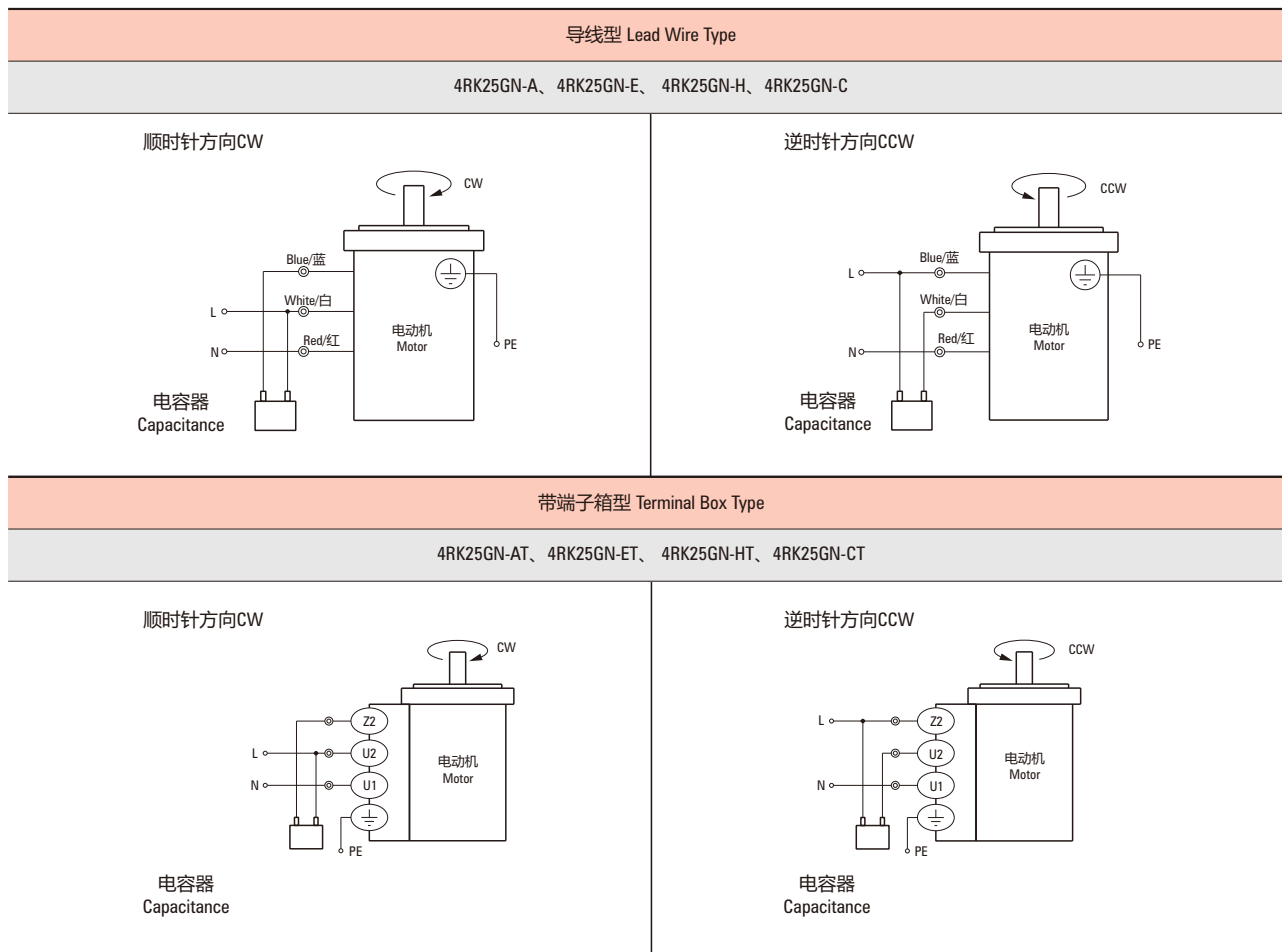 导线型 Lead Wire Type
4RK25GN-A、4RK25GN-E、 4RK25GN-H、4RK25GN-C
顺时针方向CW
CW
Blue/蓝
White/白
L
Red/红
N
电动机
Motor
PE
电容器
Capacitance
逆时针方向CCW
CCW
Blue/蓝
L
White/白
Red/红
N
电动机
Motor
PE
电容器
Capacitance
带端子箱型 Terminal Box Type
4RK25GN-AT、4RK25GN-ET、 4RK25GN-HT、4RK25GN-CT
顺时针方向CW
CW
Z2
L
U2
N
U1
电动机
Motor
PE
电容器
Capacitance
逆时针方向CCW
CCW
L
Z2
U2
N
U1
电动机
Motor
PE
电容器
Capacitance